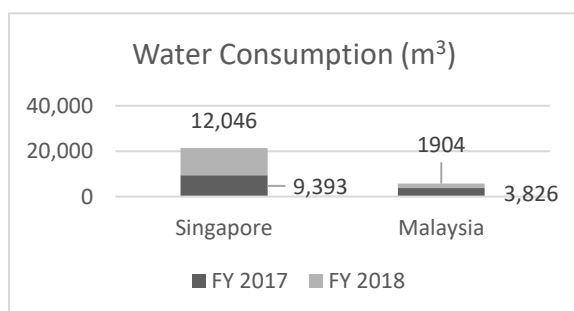 Water Consumption (m³)
40,000
20,000
0
12,046
9,393
1904
3,826
Singapore
Malaysia
FY 2017
FY 2018